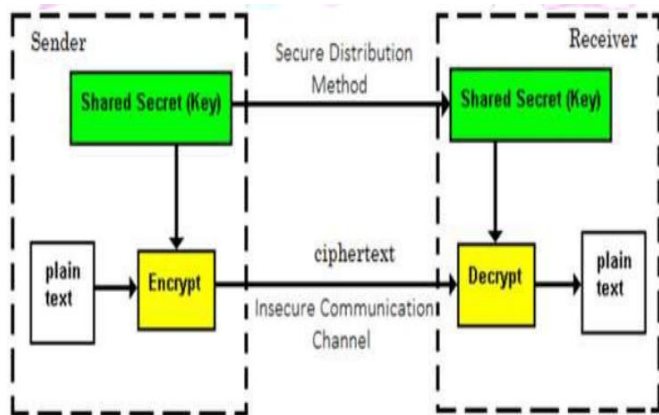 Sender
Receiver
Secure Distribution
Method
Shared Secret (Key)
Shared Secret (Key)
plain
text
Encrypt
ciphertext
Insecure Communication
Channel
Decrypt
plain
text